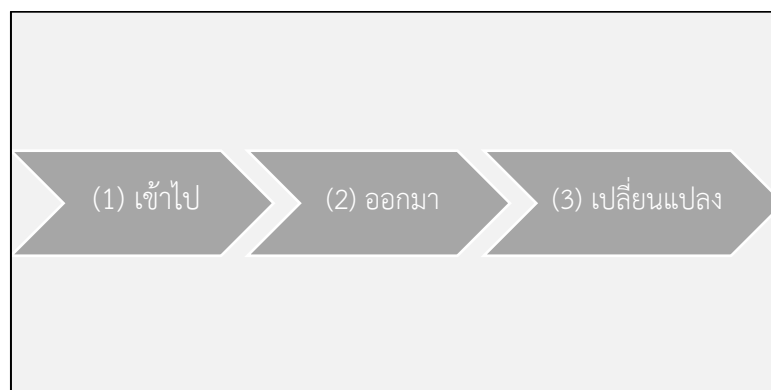 (1) เข้าไป
(2) ออกมา
(3) เปลี่ยนแปลง